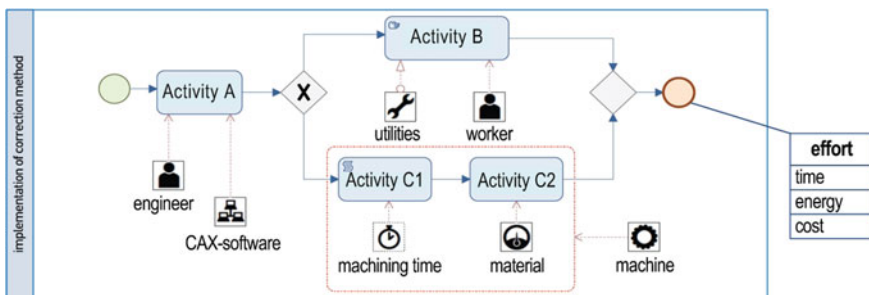 implementation of correction method
Activity A
X
Activity B
utilities
worker
engineer
CAX-software
Activity C1
Activity C2
machining time
material
machine
effort
time
energy
cost